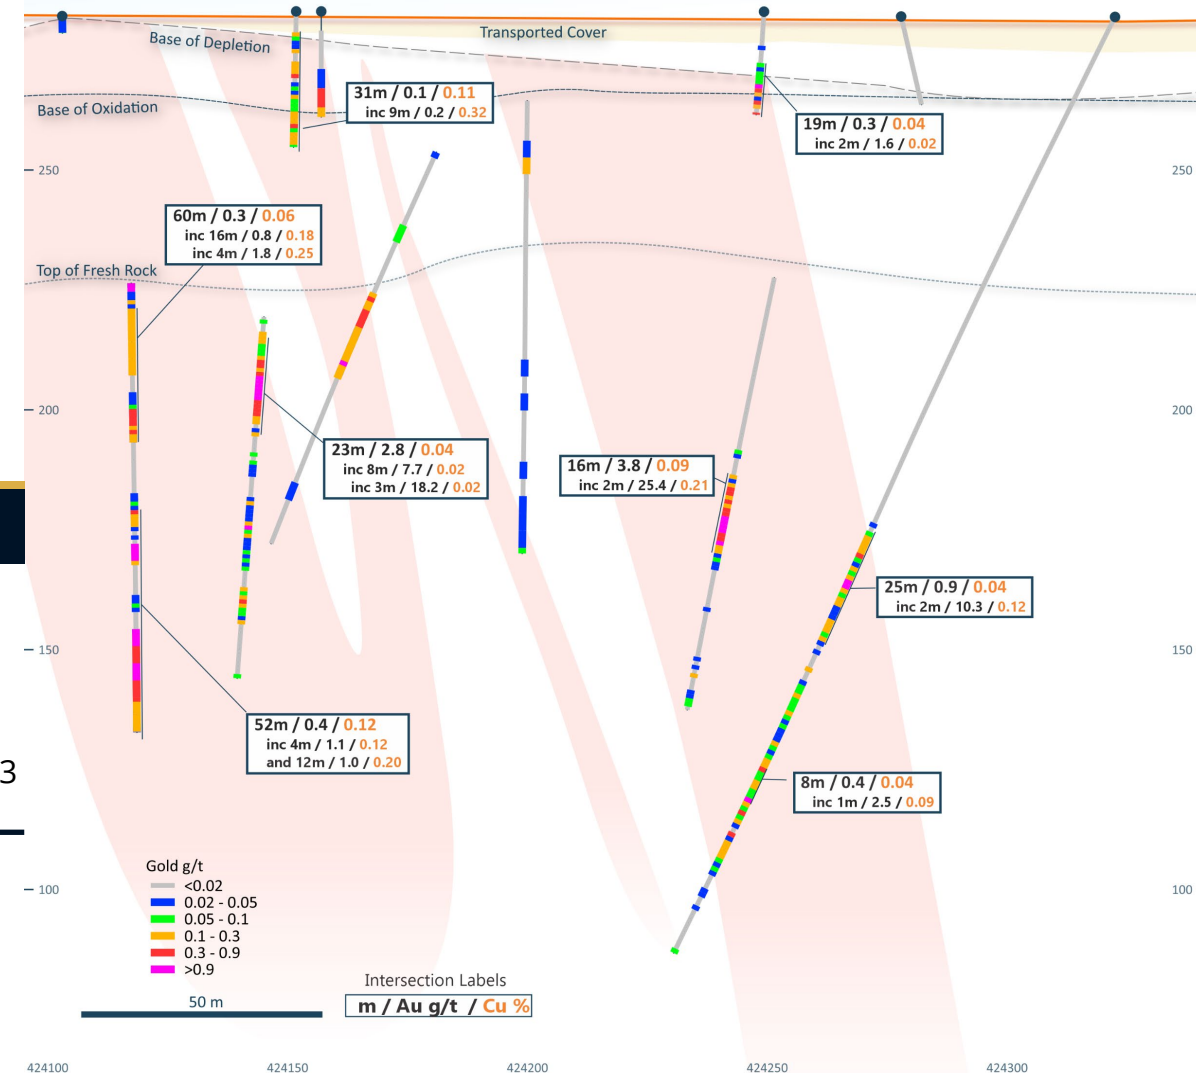 Transported Cover
Base of Depletion
Base of Oxidation
31m / 0.1 / 0.11
inc 9m / 0.2 / 0.32
19m / 0.3 / 0.04
inc 2m / 1.6 / 0.02
250
250
60m / 0.3 / 0.06
inc 16m / 0.8 / 0.18
inc 4m / 1.8 / 0.25
Top of Fresh Rock
200
200
23m / 2.8 / 0.04
inc 8m / 7.7 / 0.02
inc 3m / 18.2 / 0.02
16m / 3.8 / 0.09
inc 2m / 25.4 / 0.21
25m / 0.9 / 0.04
inc 2m / 10.3 / 0.12
150
150
52m / 0.4 / 0.12
inc 4m / 1.1 / 0.12
and 12m / 1.0 / 0.20
3
8m / 0.4 / 0.04
inc 1m / 2.5 / 0.09
100
100
Gold g/t
<0.02
0.02 - 0.05
0.05 - 0.1
0.1 - 0.3
0.3 - 0.9
>0.9
50 m
Intersection Labels
m / Au g/t / Cu %
424100
424150
424200
424250
424300